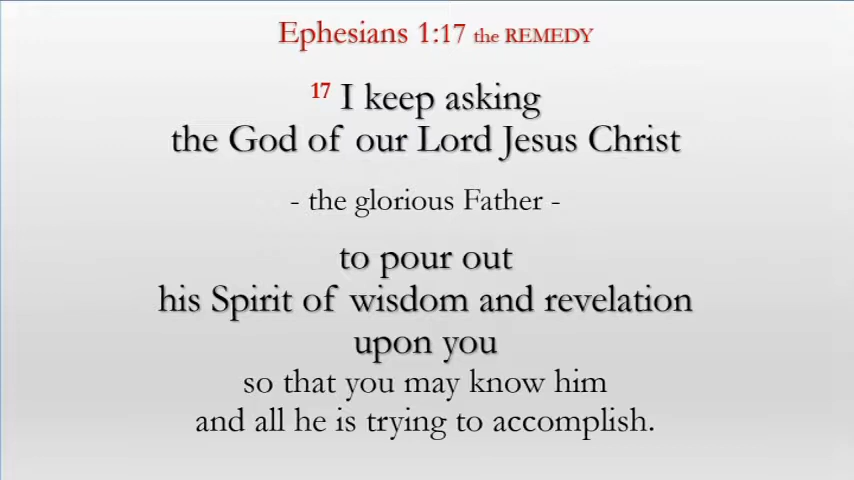 Ephesians 1:17 the REMEDY
17 I keep asking
the God of our Lord Jesus Christ
- the glorious Father -
to pour out
his Spirit of wisdom and revelation
upon you
so that you may know him
and all he is trying to accomplish.